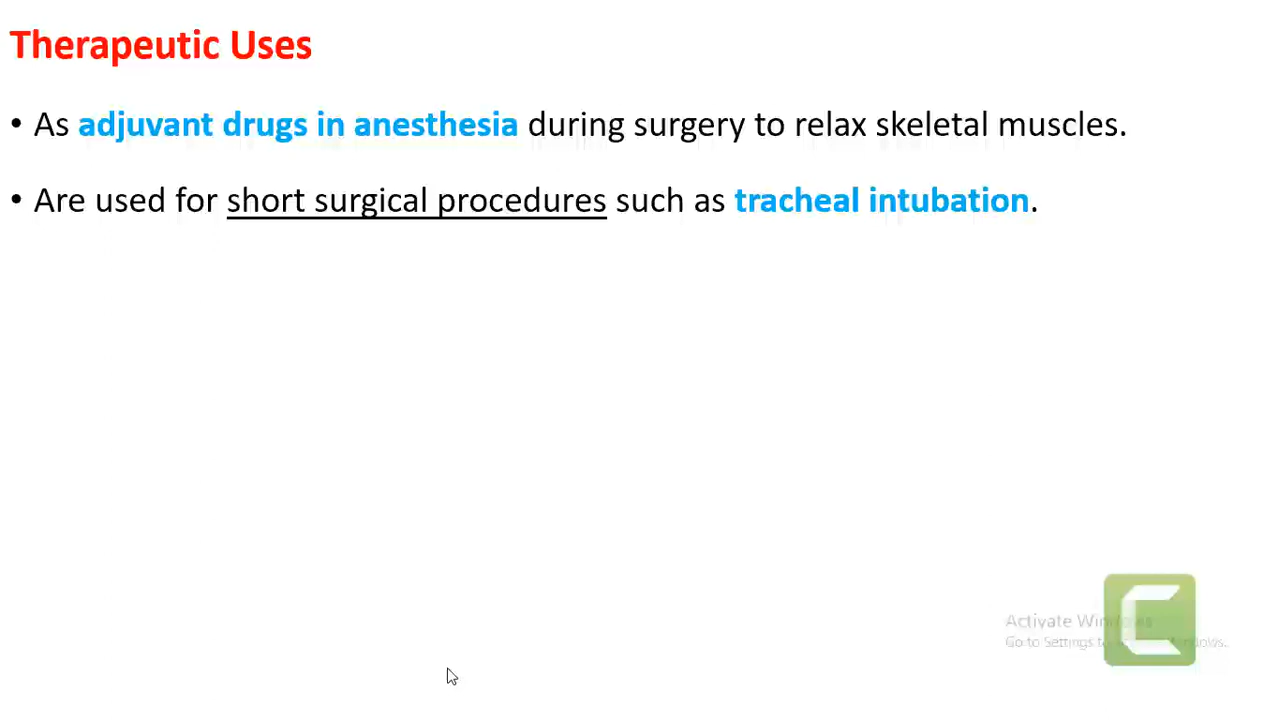 Therapeutic Uses
• As adjuvant drugs in anesthesia during surgery to relax skeletal muscles.
• Are used for short surgical procedures such as tracheal intubation.
Activate Windows
Go to Settings to Windows.